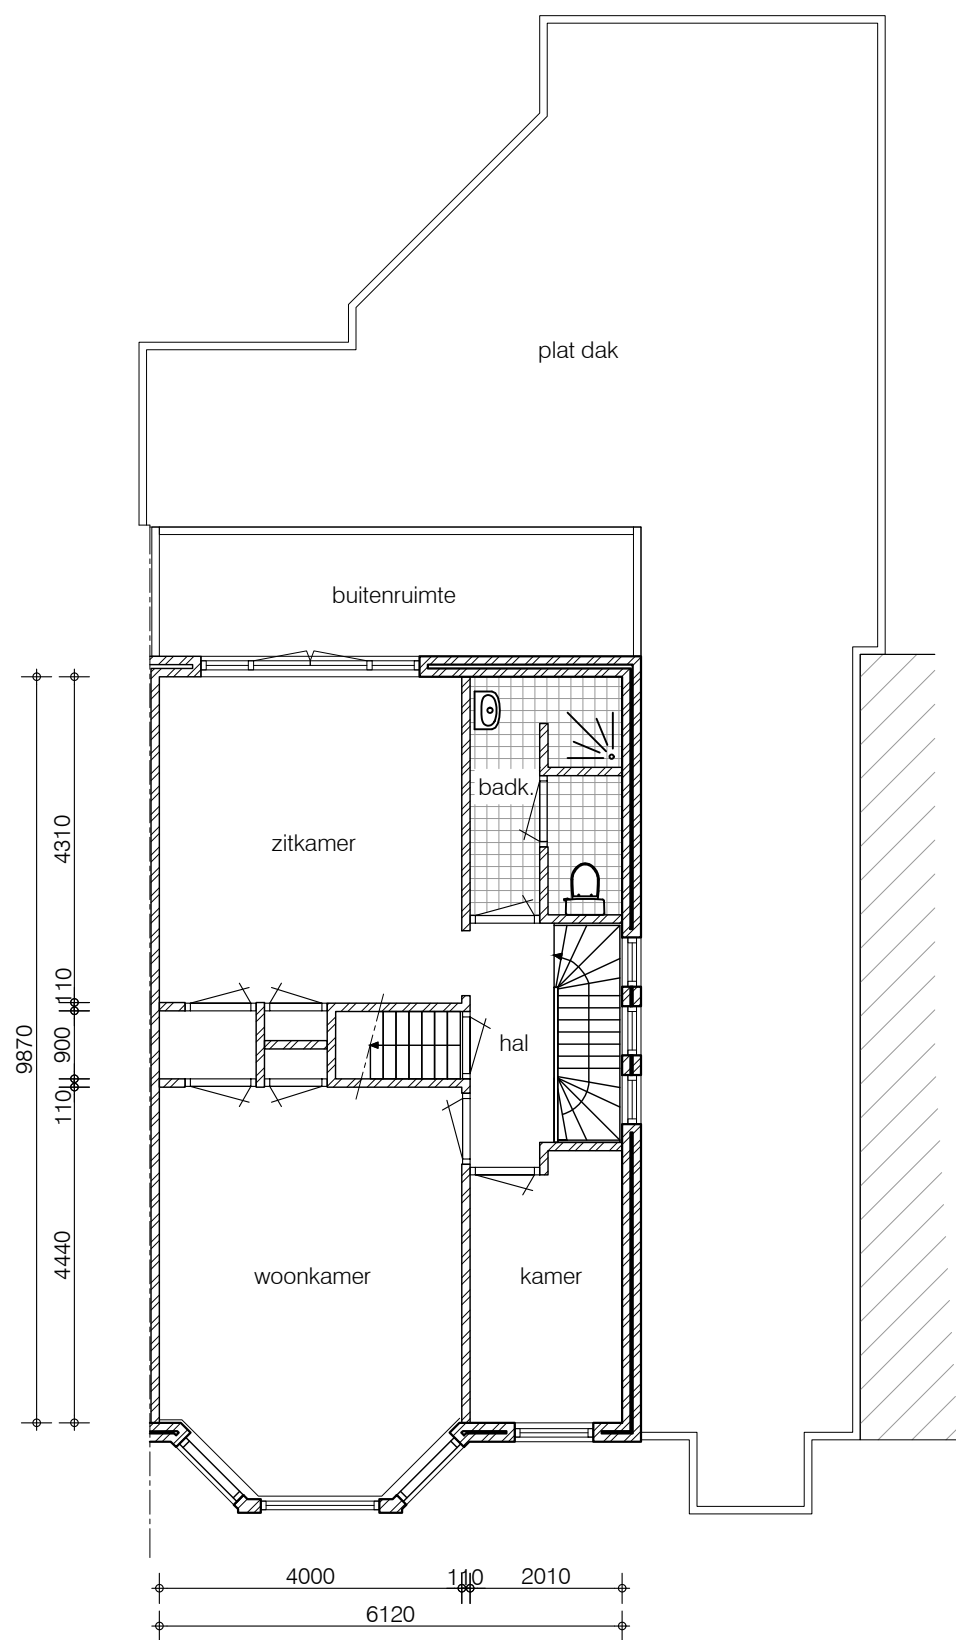 plat dak
buitenruimte
badk.
zitkamer
hal
woonkamer
kamer
9870
4310
110
900
110
4440
4000
110
2010
6120